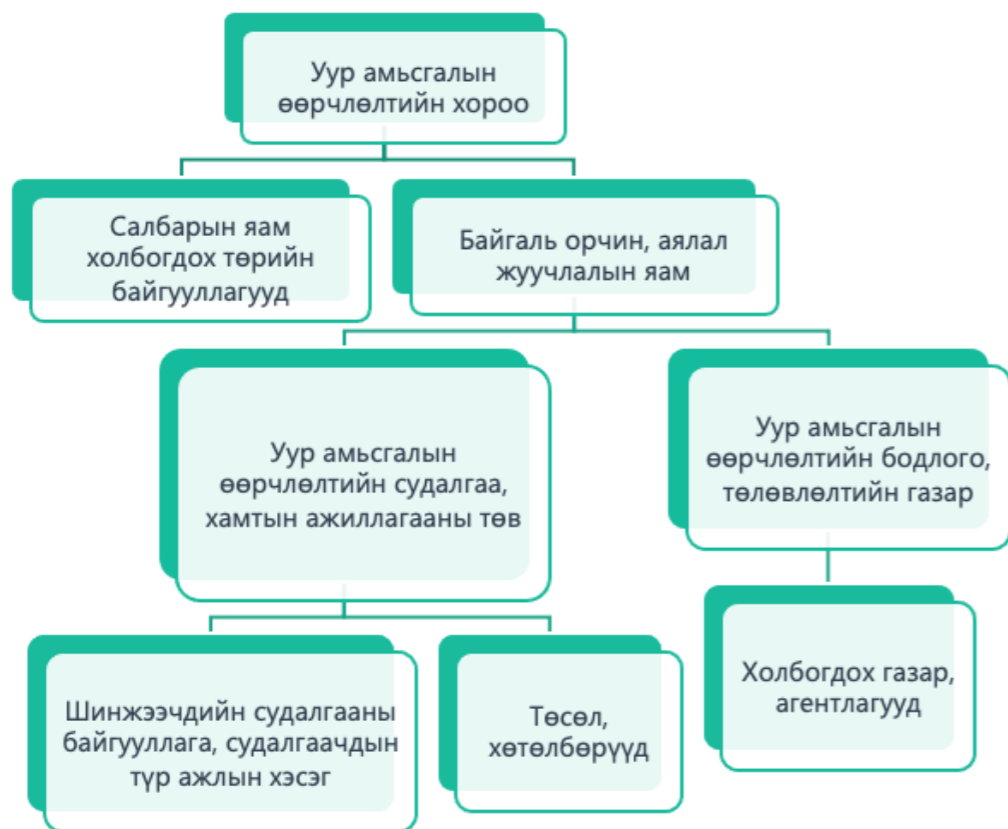 Уур амьсгалын
өөрчлөлтийн хороо
Салбарын яам
холбогдох төрийн
байгууллагууд
Байгаль орчин, аялал
жуучлалын яам
Уур амьсгалын
өөрчлөлтийн судалгаа,
хамтын ажиллагааны төв
Уур амьсгалын
өөрчлөлтийн бодлого,
төлөвлөлтийн газар
Шинжээчдийн судалгааны
байгууллага, судалгаачдын
түр ажлын хэсэг
Төсөл,
хөтөлбөрүүд
Холбогдох газар,
агентлагууд